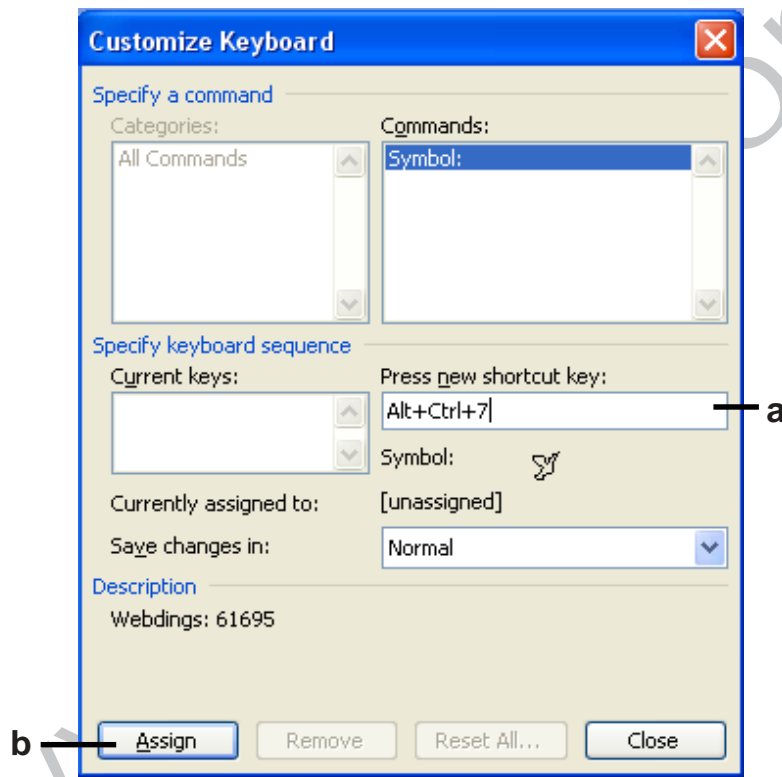 Customize Keyboard
Specify a command
Categories: Commands:
All Commands Symbol:
Specify keyboard sequence
Current keys: Press new shortcut key:
Alt+Ctrl+7
a
Symbol:
Currently assigned to: [unassigned]
Save changes in: Normal
Description
Webdings: 61695
b Assign Remove Reset All... Close